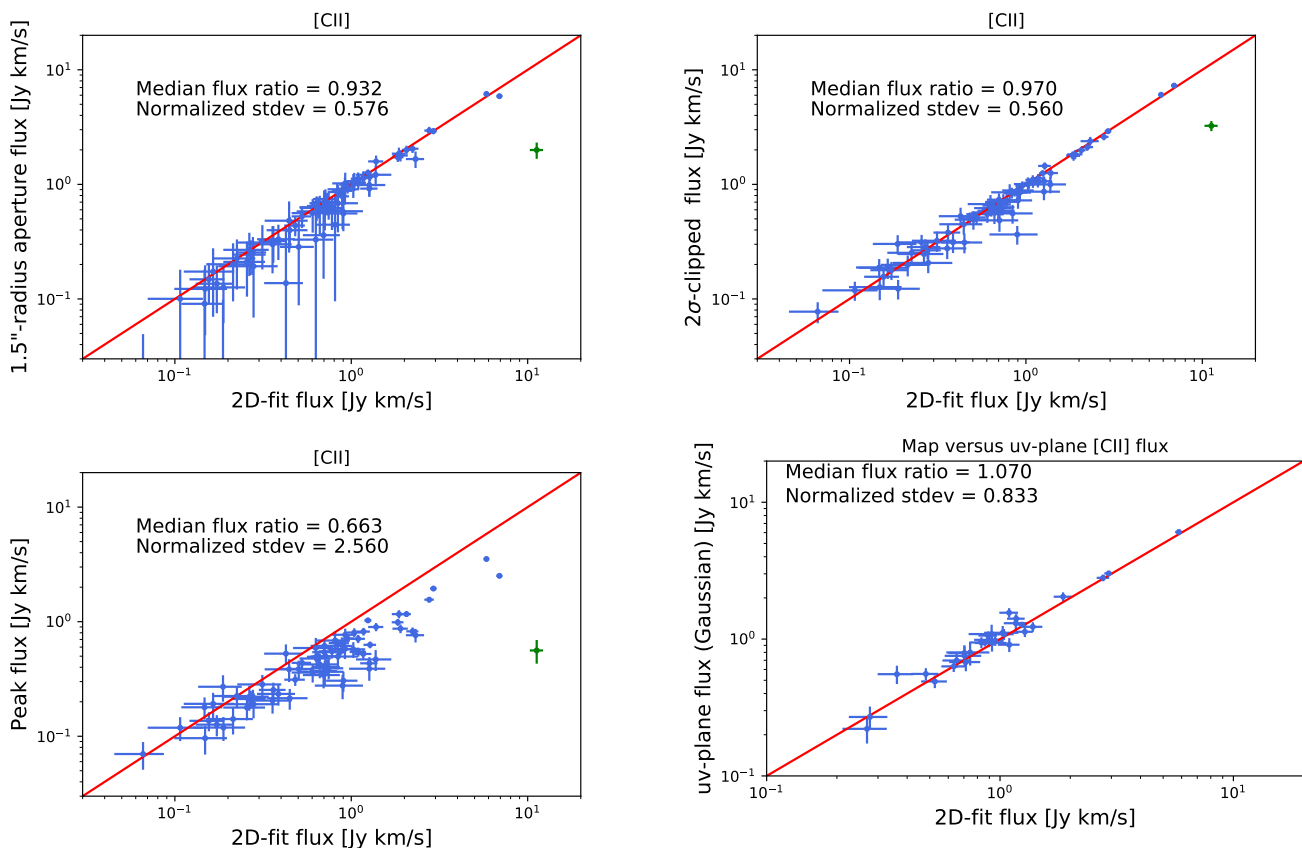 [CII]
Median flux ratio = 0.932
Normalized stdev = 0.576
1.5"-radius aperture flux [Jy km/s]
10¹
10⁰
10⁻¹
10⁻¹
10⁰
10¹
2D-fit flux [Jy km/s]
[CII]
Median flux ratio = 0.970
Normalized stdev = 0.560
2σ-clipped flux [Jy km/s]
10¹
10⁰
10⁻¹
10⁻¹
10⁰
10¹
2D-fit flux [Jy km/s]
[CII]
Median flux ratio = 0.663
Normalized stdev = 2.560
Peak flux [Jy km/s]
10¹
10⁰
10⁻¹
10⁻¹
10⁰
10¹
2D-fit flux [Jy km/s]
Map versus uv-plane [CII] flux
Median flux ratio = 1.070
Normalized stdev = 0.833
uv-plane flux (Gaussian) [Jy km/s]
10¹
10⁰
10⁻¹
10⁻¹
10⁰
10¹
2D-fit flux [Jy km/s]